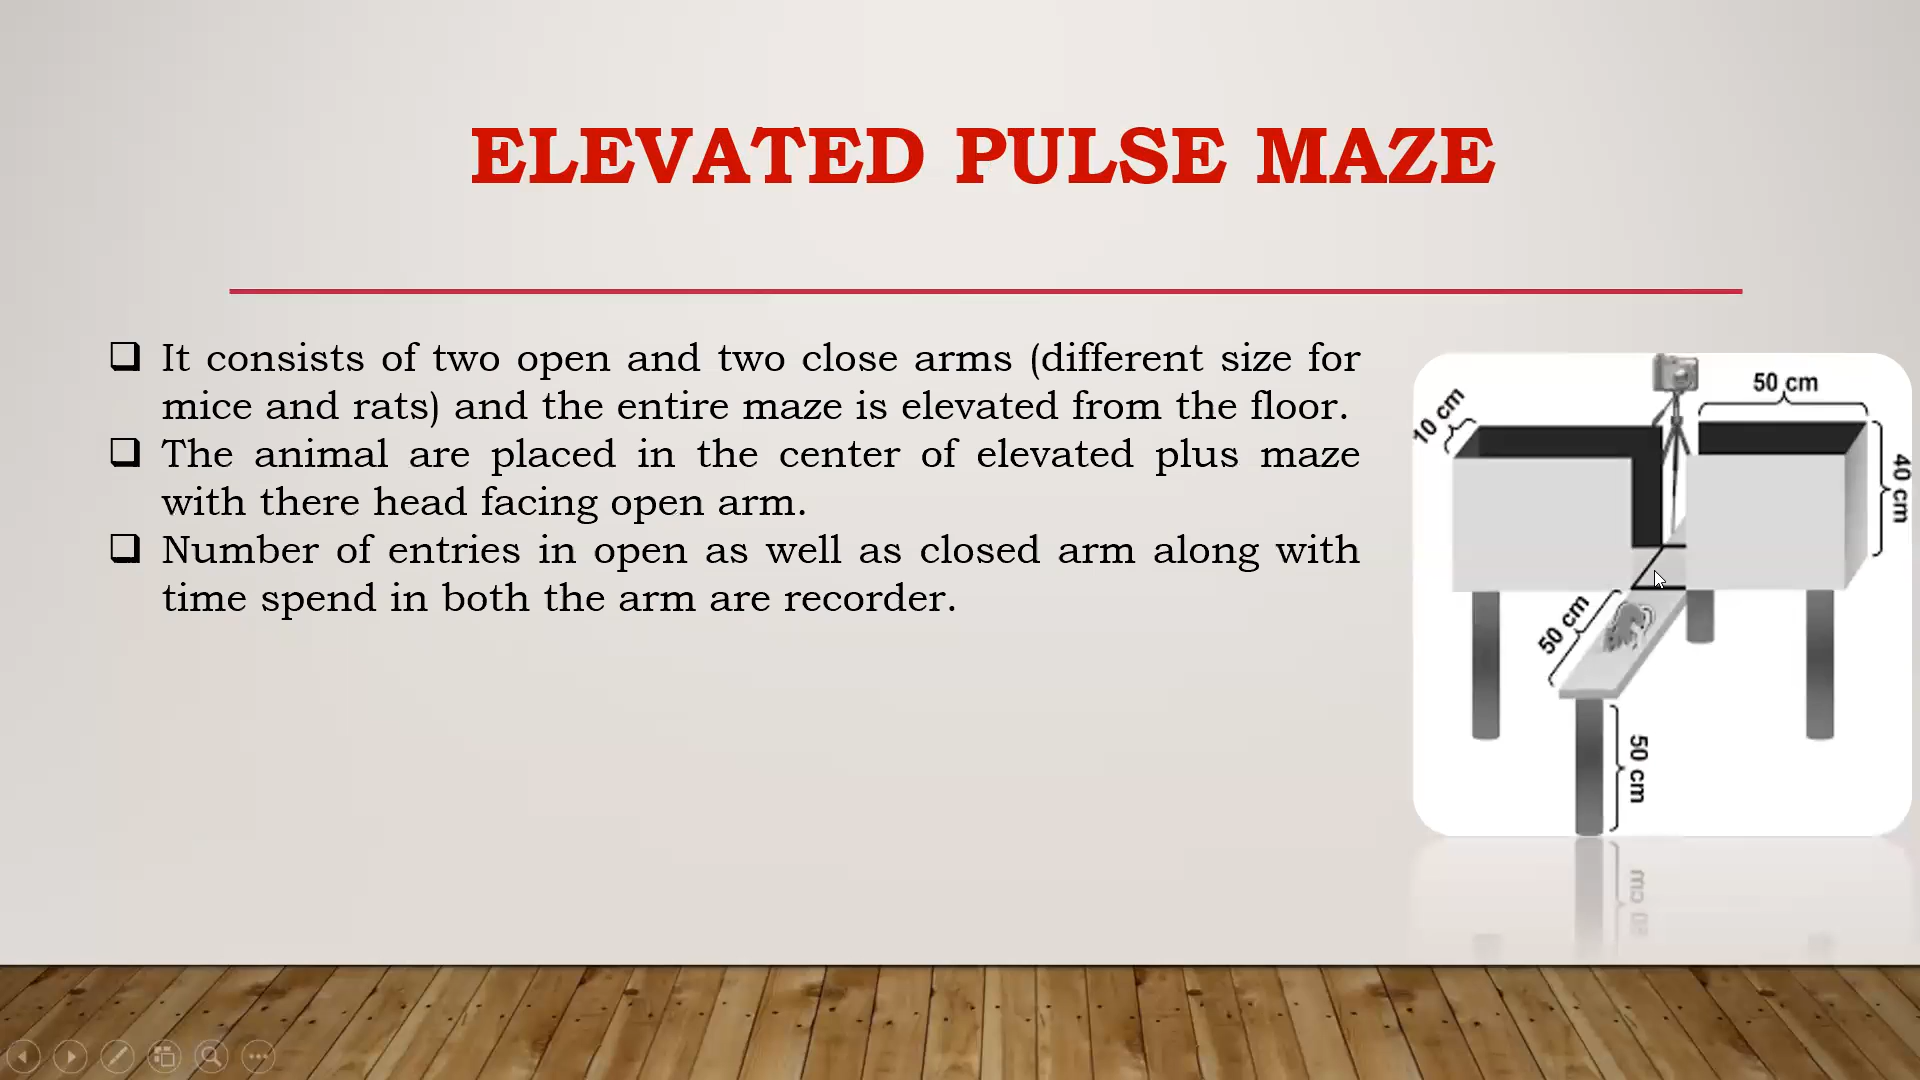 ELEVATED PULSE MAZE
It consists of two open and two close arms (different size for
mice and rats) and the entire maze is elevated from the floor.
The animal are placed in the center of elevated plus maze
with there head facing open arm.
Number of entries in open as well as closed arm along with
time spend in both the arm are recorder.
10 cm
50 cm
40 cm
50 cm
50 cm